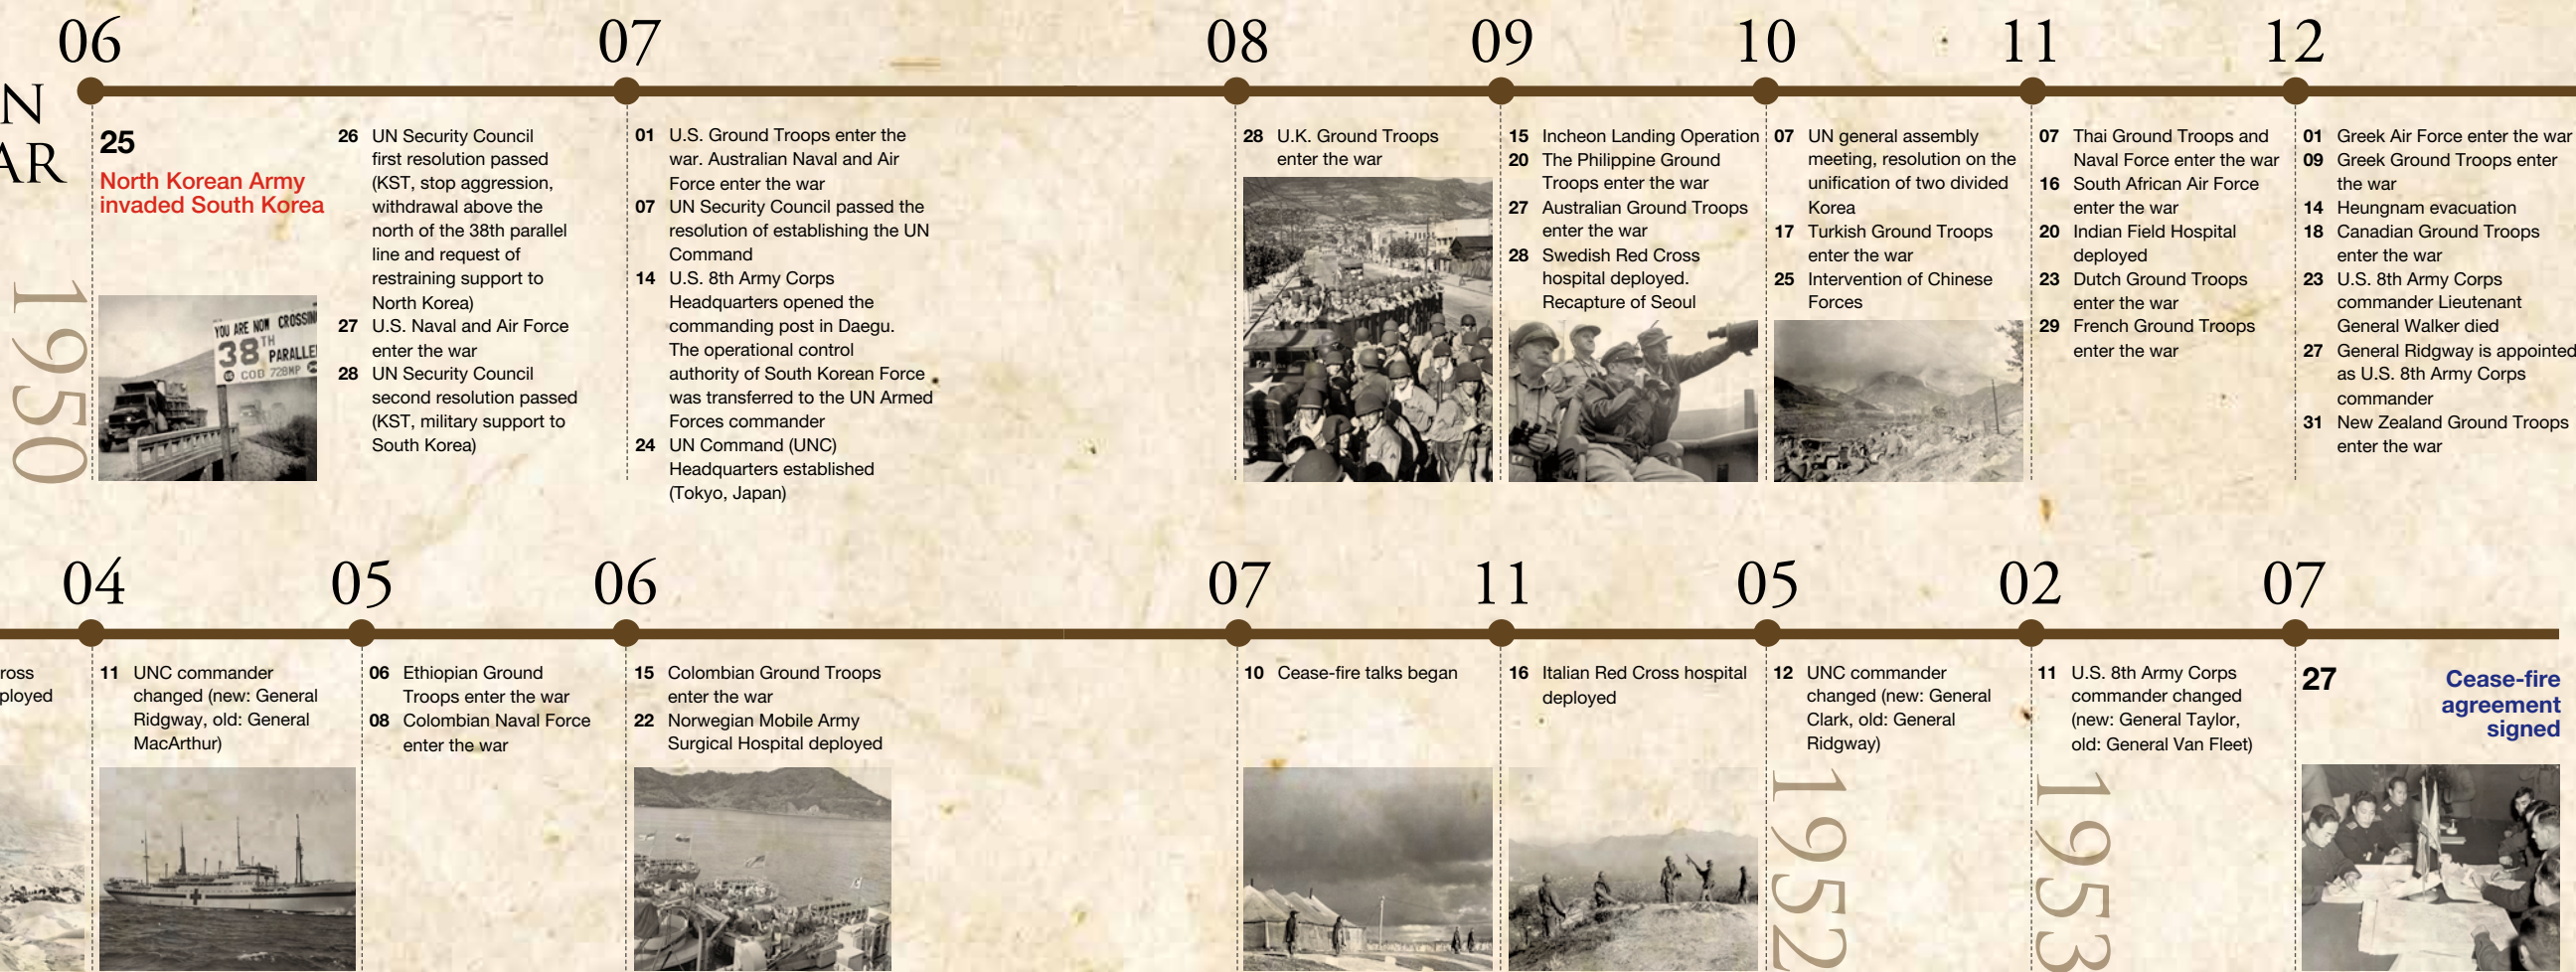 06
07
08
09
10
11
12
N
AR
1950
25
North Korean Army
invaded South Korea
YOU ARE NOW CROSSIN
38TH
PARALLE
COD 728MP
26 UN Security Council
first resolution passed
(KST, stop aggression,
withdrawal above the
north of the 38th parallel
line and request of
restraining support to
North Korea)
27 U.S. Naval and Air Force
enter the war
28 UN Security Council
second resolution passed
(KST, military support to
South Korea)
01 U.S. Ground Troops enter the
war. Australian Naval and Air
Force enter the war
07 UN Security Council passed the
resolution of establishing the UN
Command
14 U.S. 8th Army Corps
Headquarters opened the
commanding post in Daegu.
The operational control
authority of South Korean Force
was transferred to the UN Armed
Forces commander
24 UN Command (UNC)
Headquarters established
(Tokyo, Japan)
28 U.K. Ground Troops
enter the war
15 Incheon Landing Operation
20 The Philippine Ground
Troops enter the war
27 Australian Ground Troops
enter the war
28 Swedish Red Cross
hospital deployed.
Recapture of Seoul
07 UN general assembly
meeting, resolution on the
unification of two divided
Korea
17 Turkish Ground Troops
enter the war
25 Intervention of Chinese
Forces
07 Thai Ground Troops and
Naval Force enter the war
16 South African Air Force
enter the war
20 Indian Field Hospital
deployed
23 Dutch Ground Troops
enter the war
29 French Ground Troops
enter the war
01 Greek Air Force enter the war
09 Greek Ground Troops enter
the war
14 Heungnam evacuation
18 Canadian Ground Troops
enter the war
23 U.S. 8th Army Corps
commander Lieutenant
General Walker died
27 General Ridgway is appointed
as U.S. 8th Army Corps
commander
31 New Zealand Ground Troops
enter the war
04
05
06
07
11
05
02
07
ross
ployed
11 UNC commander
changed (new: General
Ridgway, old: General
MacArthur)
06 Ethiopian Ground
Troops enter the war
08 Colombian Naval Force
enter the war
15 Colombian Ground Troops
enter the war
22 Norwegian Mobile Army
Surgical Hospital deployed
10 Cease-fire talks began
16 Italian Red Cross hospital
deployed
12 UNC commander
changed (new: General
Clark, old: General
Ridgway)
1952
11 U.S. 8th Army Corps
commander changed
(new: General Taylor,
old: General Van Fleet)
1953
27
Cease-fire
agreement
signed